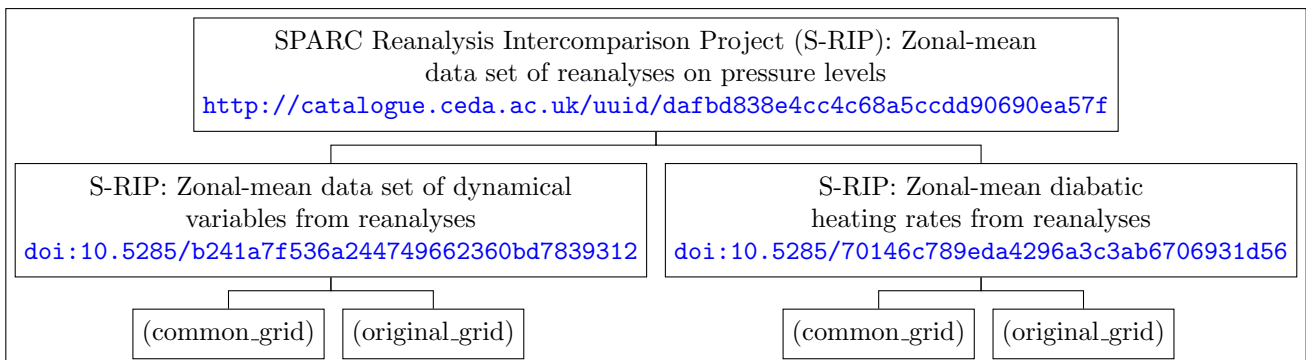 SPARC Reanalysis Intercomparison Project (S-RIP): Zonal-mean
data set of reanalyses on pressure levels
http://catalogue.ceda.ac.uk/uuid/dafbd838e4cc4c68a5ccdd90690ea57f
S-RIP: Zonal-mean data set of dynamical
variables from reanalyses
doi:10.5285/b241a7f536a244749662360bd7839312
S-RIP: Zonal-mean diabatic
heating rates from reanalyses
doi:10.5285/70146c789eda4296a3c3ab6706931d56
(common_grid)
(original_grid)
(common_grid)
(original_grid)